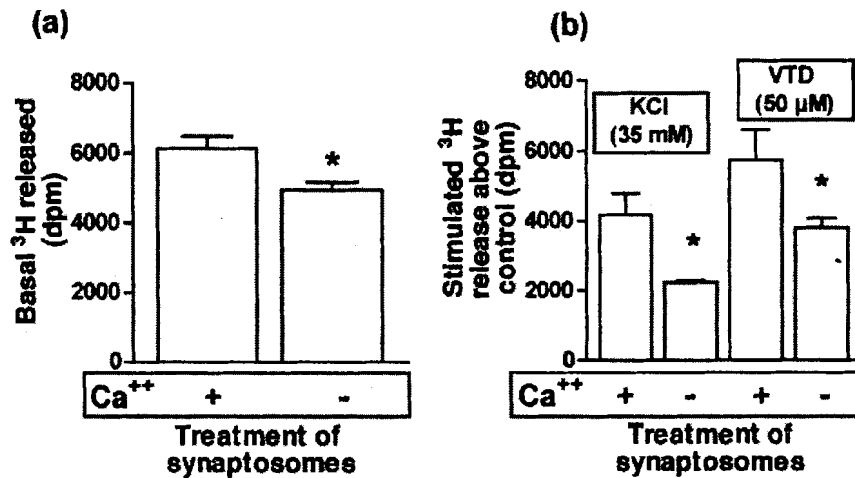 (a)
Basal ³H released
(dpm)
8000
6000
4000
2000
0
*
Ca⁺⁺ + -
Treatment of
synaptosomes
(b)
Stimulated ³H
release above
control (dpm)
8000
6000
4000
2000
0
KCl
(35 mM)
VTD
(50 µM)
*
*
Ca⁺⁺ + - + -
Treatment of
synaptosomes